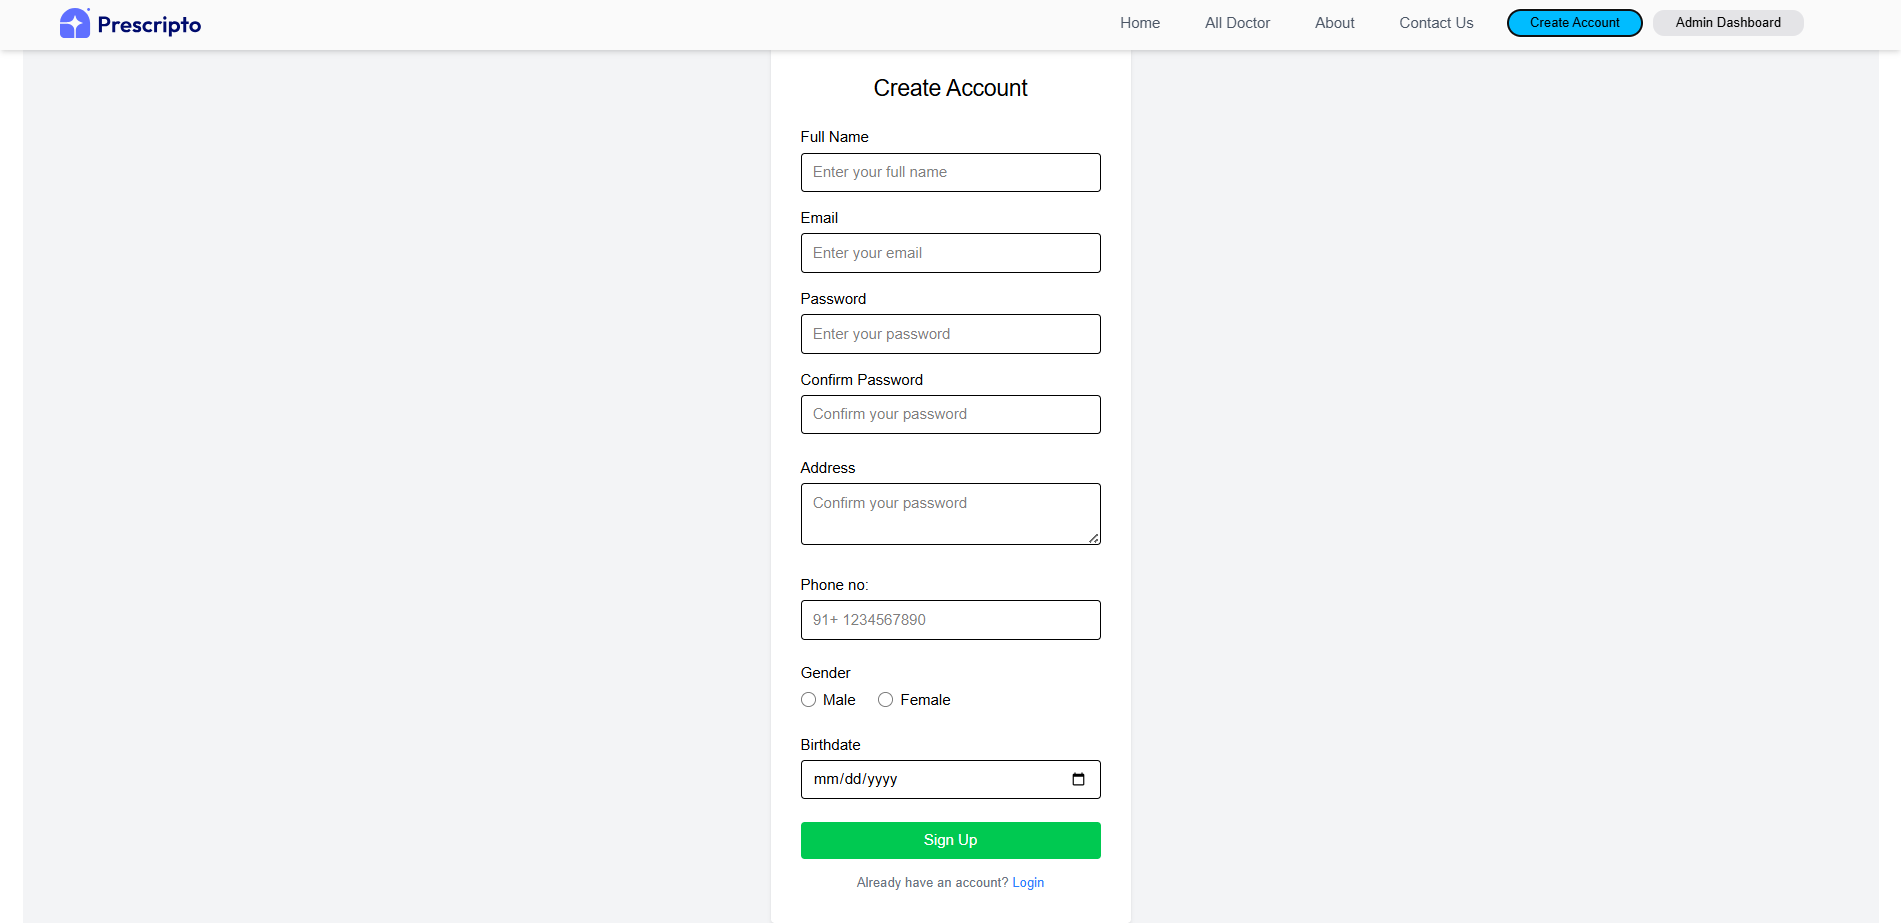 Prescripto
Home All Doctor About Contact Us Create Account Admin Dashboard
Create Account
Full Name
Enter your full name
Email
Enter your email
Password
Enter your password
Confirm Password
Confirm your password
Address
Confirm your password
Phone no:
91+ 1234567890
Gender
Male Female
Birthdate
mm/dd/yyyy
Sign Up
Already have an account? Login